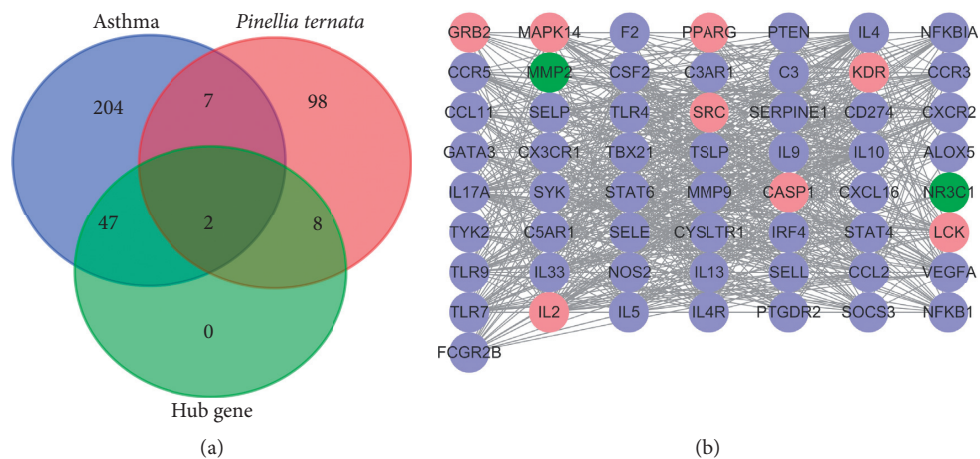 Asthma
Pinellia ternata
204
7
98
47
2
8
0
Hub gene
(a)
GRB2 MAPK14 F2 PPARG PTEN IL4 NFKBIA
CCR5 MMP2 CSF2 C3AR1 C3 KDR CCR3
CCL11 SELP TLR4 SRC SERPINE1 CD274 CXCR2
GATA3 CX3CR1 TBX21 TSLP IL9 IL10 ALOX5
IL17A SYK STAT6 MMP9 CASP1 CXCL16 NR3C1
TYK2 C5AR1 SELE CYSLTR1 IRF4 STAT4 LCK
TLR9 IL33 NOS2 IL13 SELL CCL2 VEGFA
TLR7 IL2 IL5 IL4R PTGDR2 SOCS3 NFKB1
FCGR2B
(b)